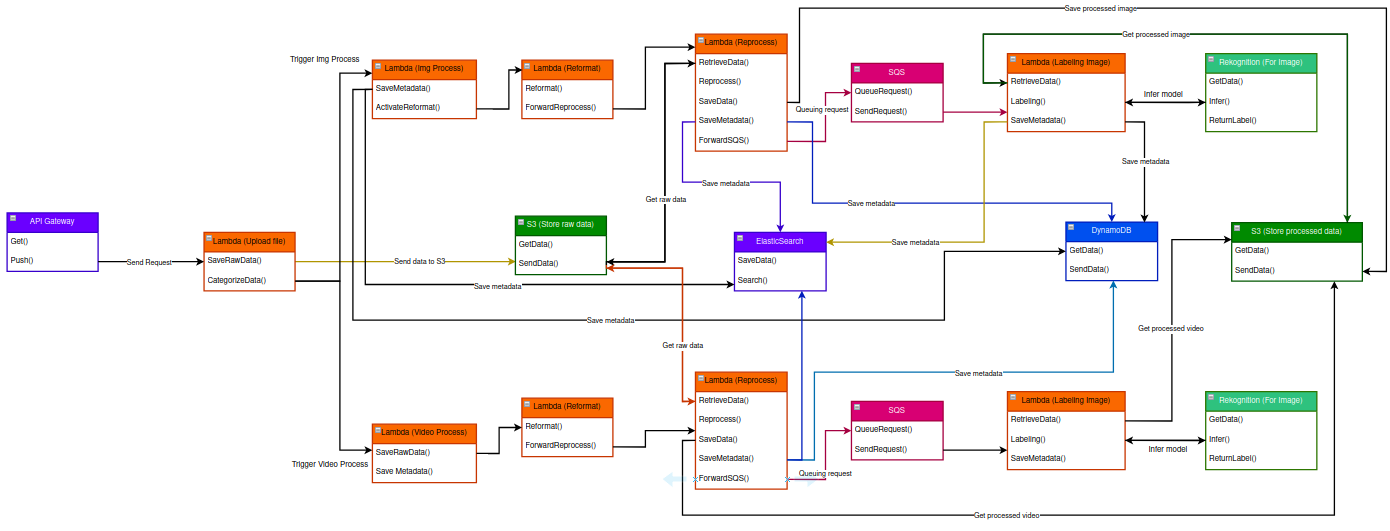 Save processed image
Get processed image
Trigger Img Process
Lambda (Img Process)
SaveMetadata()
ActivateReformat()
Lambda (Reformat)
Reformat()
ForwardReprocess()
Lambda (Reprocess)
RetrieveData()
Reprocess()
SaveData()
SaveMetadata()
ForwardSQS()
Queuing request
SQS
QueueRequest()
SendRequest()
Lambda (Labeling Image)
RetrieveData()
Labeling()
SaveMetadata()
Infer model
Rekognition (For Image)
GetData()
Infer()
ReturnLabel()
Save metadata
Save metadata
Get raw data
Save metadata
API Gateway
Get()
Push()
Send Request
Lambda (Upload file)
SaveRawData()
CategorizeData()
Send data to S3
S3 (Store raw data)
GetData()
SendData()
ElasticSearch
SaveData()
Search()
Save metadata
DynamoDB
GetData()
SendData()
S3 (Store processed data)
GetData()
SendData()
Save metadata
Save metadata
Get processed video
Get raw data
Save metadata
Trigger Video Process
Lambda (Video Process)
SaveRawData()
Save Metadata()
Lambda (Reformat)
Reformat()
ForwardReprocess()
Lambda (Reprocess)
RetrieveData()
Reprocess()
SaveData()
SaveMetadata()
ForwardSQS()
Queuing request
SQS
QueueRequest()
SendRequest()
Lambda (Labeling Image)
RetrieveData()
Labeling()
SaveMetadata()
Infer model
Rekognition (For Image)
GetData()
Infer()
ReturnLabel()
Get processed video